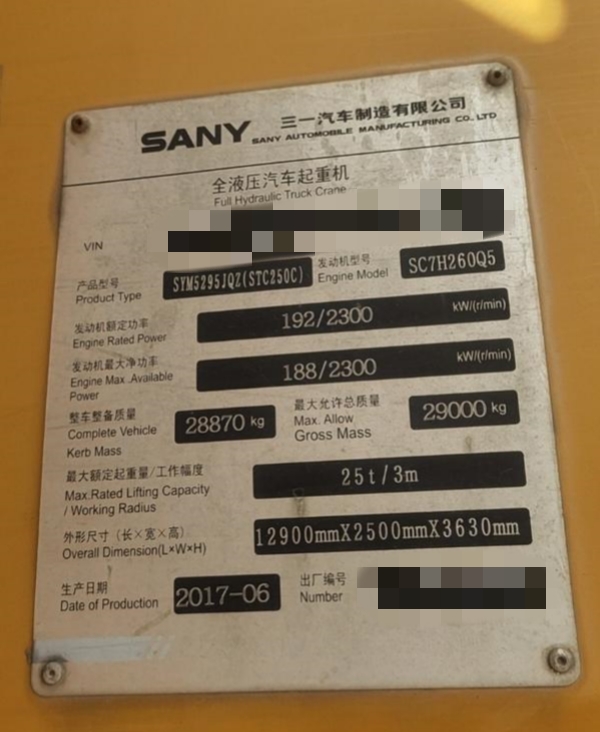 SANY 三一汽车制造有限公司
SANY AUTOMOBILE MANUFACTURING CO., LTD
全液压汽车起重机
Full Hydraulic Truck Crane
VIN
产品型号 SYM5295JQZ(STC250C) 发动机型号 SC7H260Q5
Product Type Engine Model
发动机额定功率 192/2300 kW/(r/min)
Engine Rated Power
发动机最大净功率 188/2300 kW/(r/min)
Engine Max .Available
Power
整车整备质量 28870 kg 最大允许总质量 29000 kg
Complete Vehicle Max. Allow
Kerb Mass Gross Mass
最大额定起重量/工作幅度 25t/3m
Max.Rated Lifting Capacity
/ Working Radius
外形尺寸（长×宽×高） 12900mmX2500mmX3630mm
Overall Dimension(L×W×H)
生产日期 2017-06 出厂编号
Date of Production Number